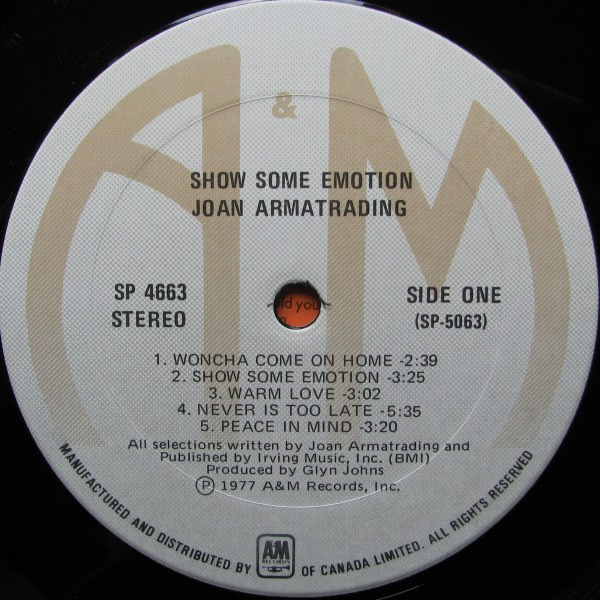 A & M
SHOW SOME EMOTION
JOAN ARMATRADING
SP 4663
STEREO
SIDE ONE
(SP-5063)
ld you
1. WONCHA COME ON HOME -2:39
2. SHOW SOME EMOTION -3:25
3. WARM LOVE -3:02
4. NEVER IS TOO LATE -5:35
5. PEACE IN MIND -3:20
All selections written by Joan Armatrading and
Published by Irving Music, Inc. (BMI)
Produced by Glyn Johns
Ⓟ 1977 A&M Records, Inc.
MANUFACTURED AND DISTRIBUTED BY A&M RECORDS OF CANADA LIMITED. ALL RIGHTS RESERVED